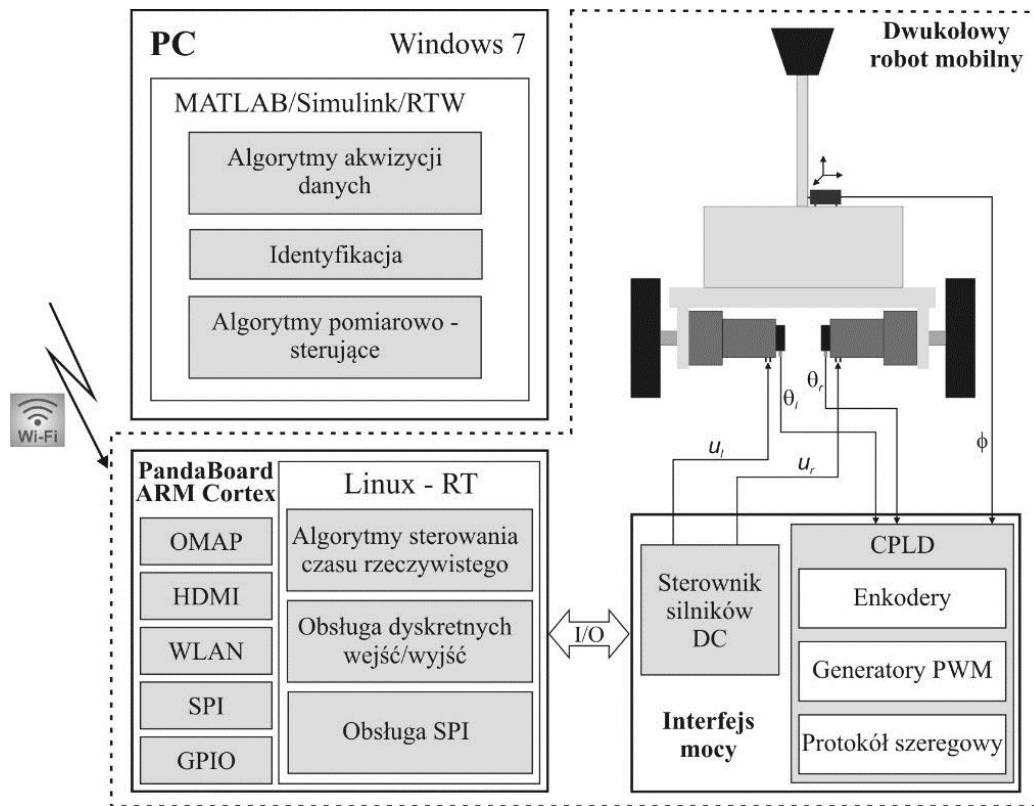 PC
Windows 7
MATLAB/Simulink/RTW
Algorytmy akwizycji
danych
Identyfikacja
Algorytmy pomiarowo -
sterujące
Wi-Fi
Dwukołowy
robot mobilny
θl
θr
ul
ur
ϕ
PandaBoard
ARM Cortex
OMAP
HDMI
WLAN
SPI
GPIO
Linux - RT
Algorytmy sterowania
czasu rzeczywistego
Obsługa dyskretnych
wejść/wyjść
Obsługa SPI
I/O
Sterownik
silników
DC
Interfejs
mocy
CPLD
Enkodery
Generatory PWM
Protokół szeregowy